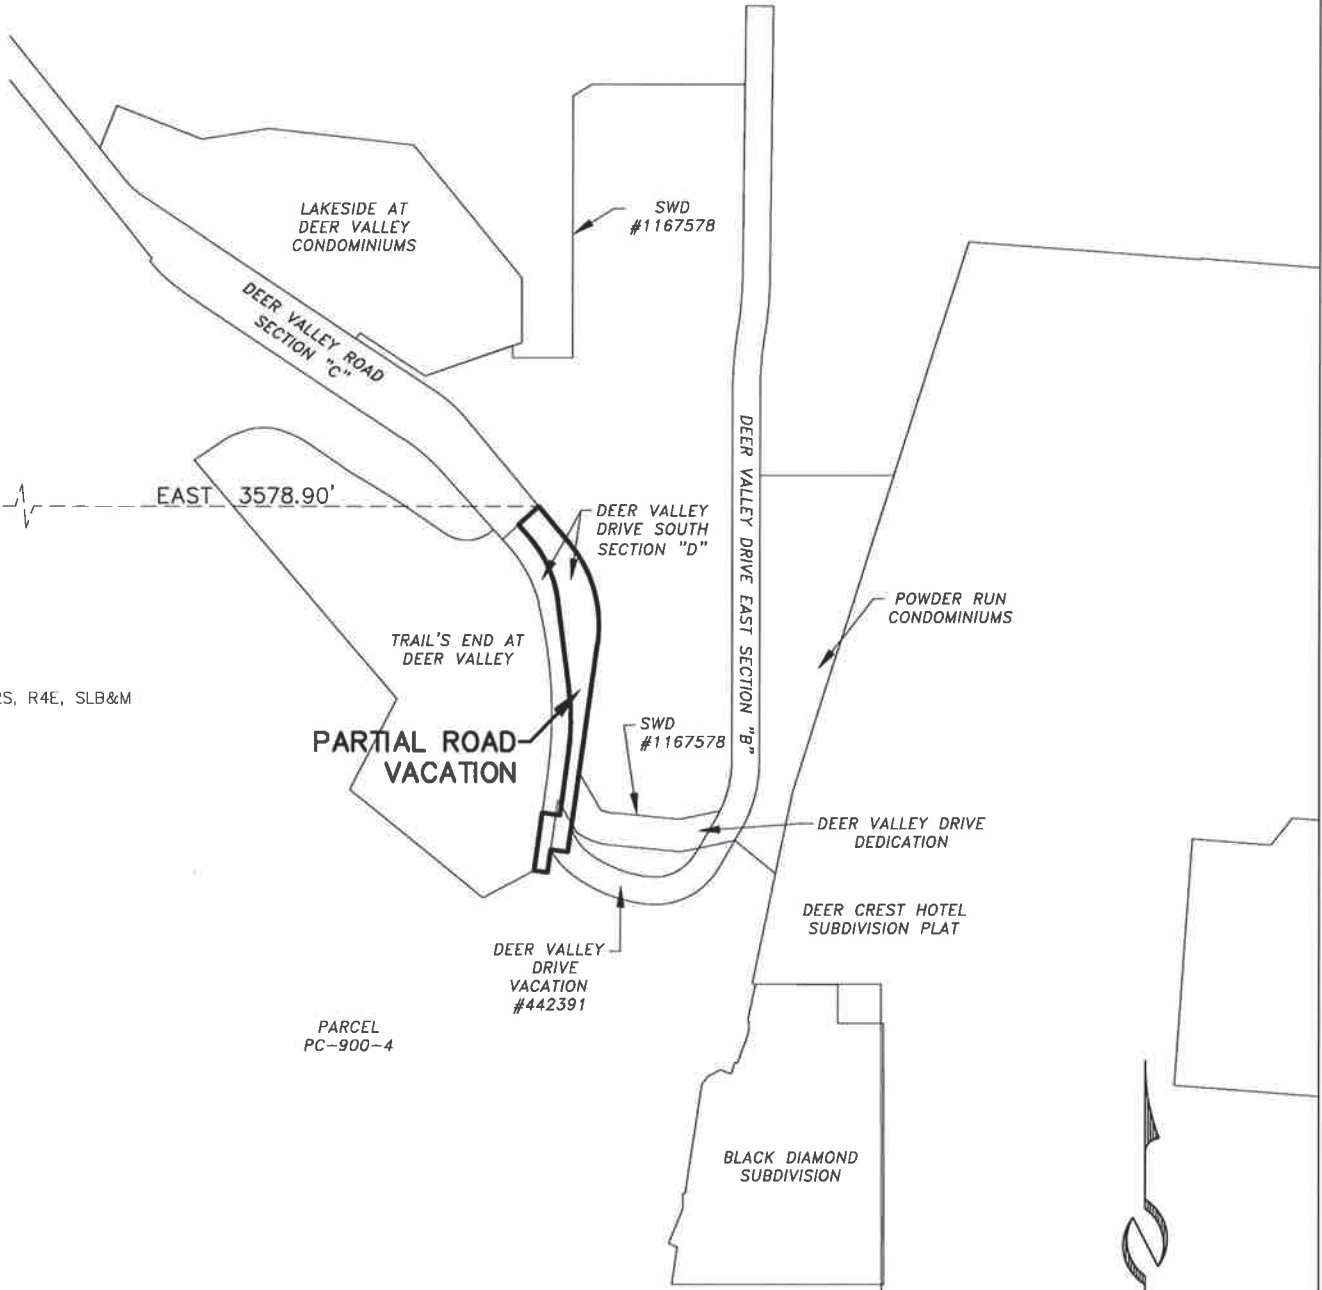 LAKESIDE AT
DEER VALLEY
CONDOMINIUMS
SWD
#1167578
DEER VALLEY ROAD
SECTION "C"
EAST 3578.90'
DEER VALLEY
DRIVE SOUTH
SECTION "D"
DEER VALLEY DRIVE EAST SECTION "B"
POWDER RUN
CONDOMINIUMS
TRAIL'S END AT
DEER VALLEY
S, R4E, SLB&M
PARTIAL ROAD
VACATION
SWD
#1167578
DEER VALLEY DRIVE
DEDICATION
DEER CREST HOTEL
SUBDIVISION PLAT
DEER VALLEY
DRIVE
VACATION
#442391
PARCEL
PC-900-4
BLACK DIAMOND
SUBDIVISION